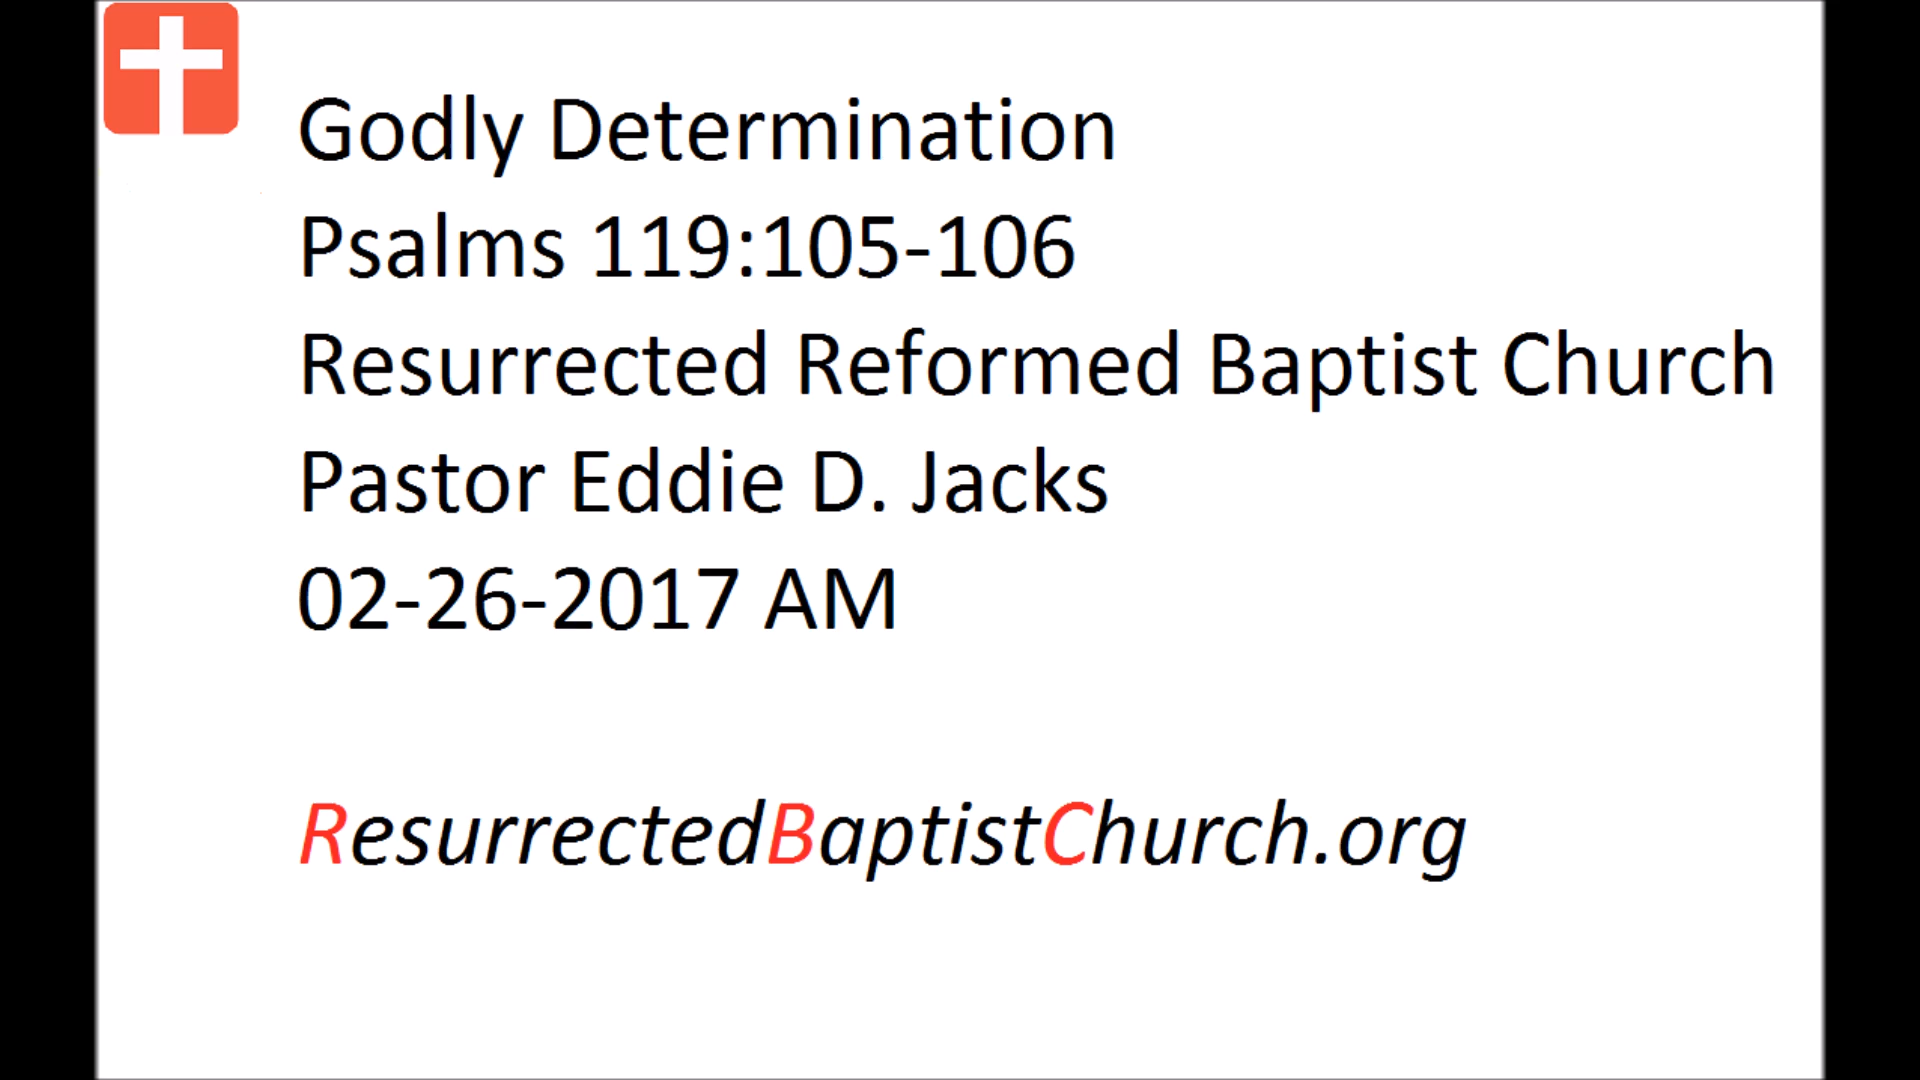 Godly Determination
Psalms 119:105-106
Resurrected Reformed Baptist Church
Pastor Eddie D. Jacks
02-26-2017 AM
ResurrectedBaptistChurch.org